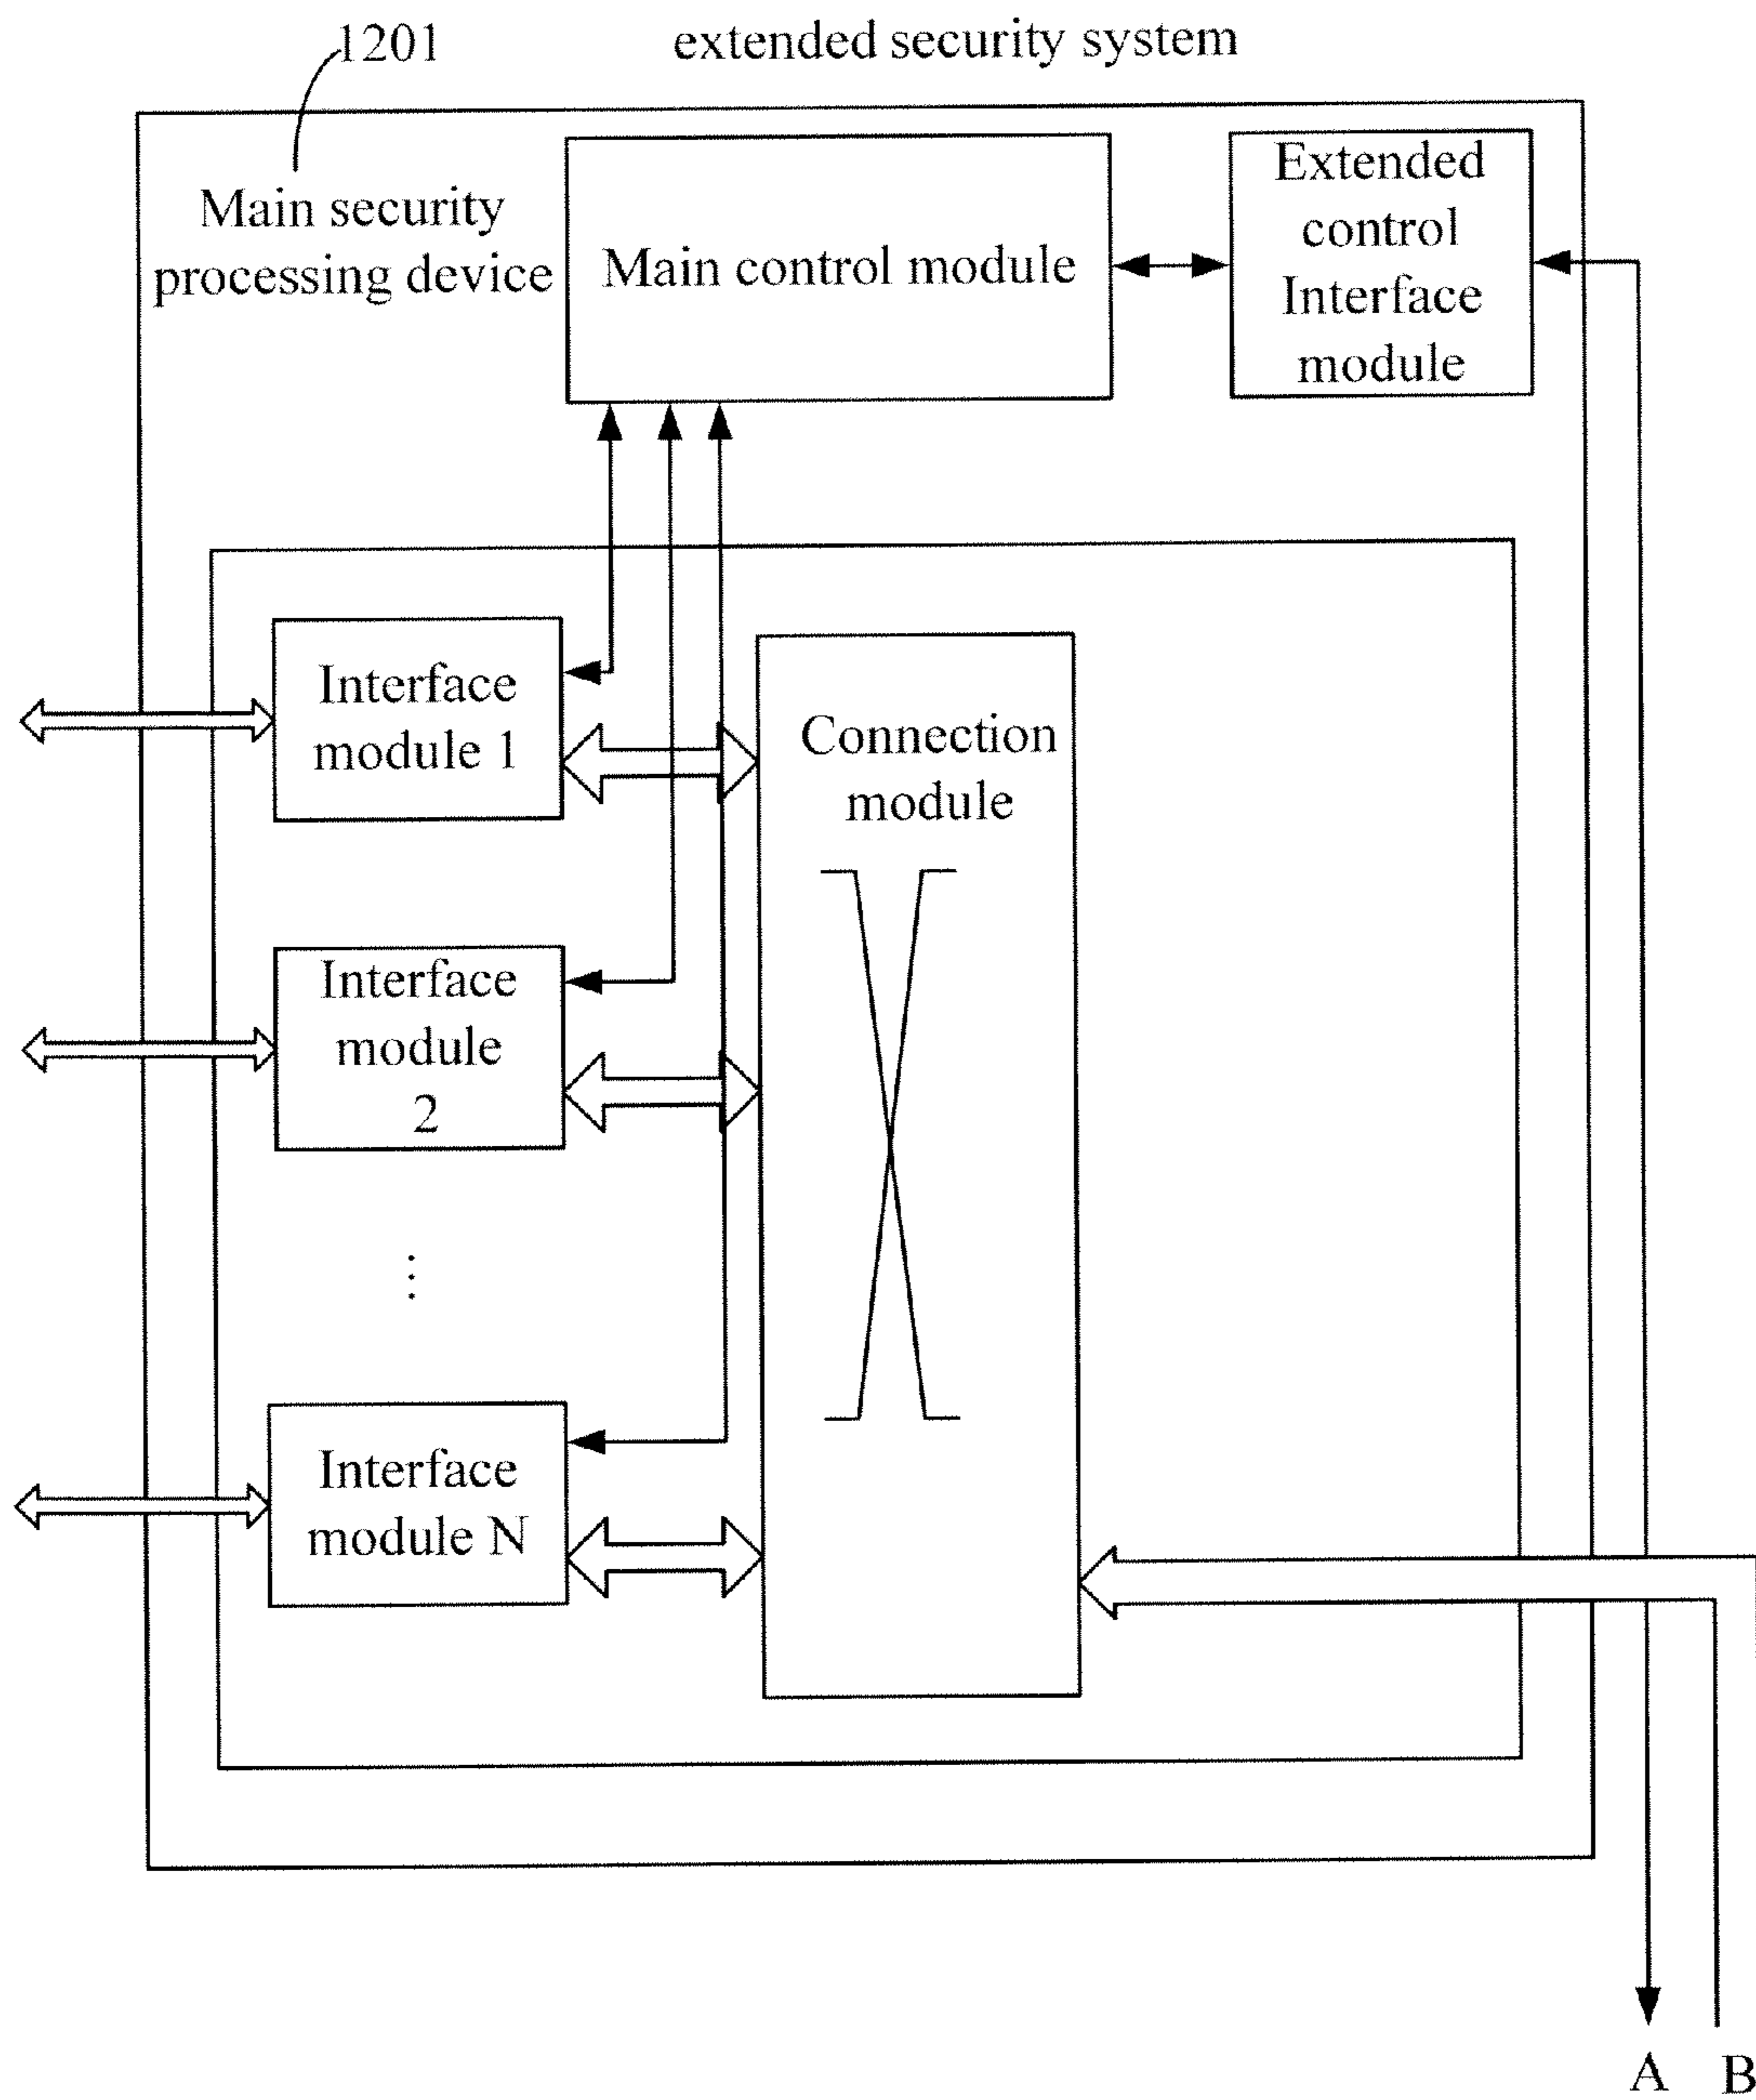 1201
extended security system
Main security
processing device
Main control module
Extended
control
Interface
module
Interface
module 1
Connection
module
Interface
module
2
⋮
Interface
module N
A
B